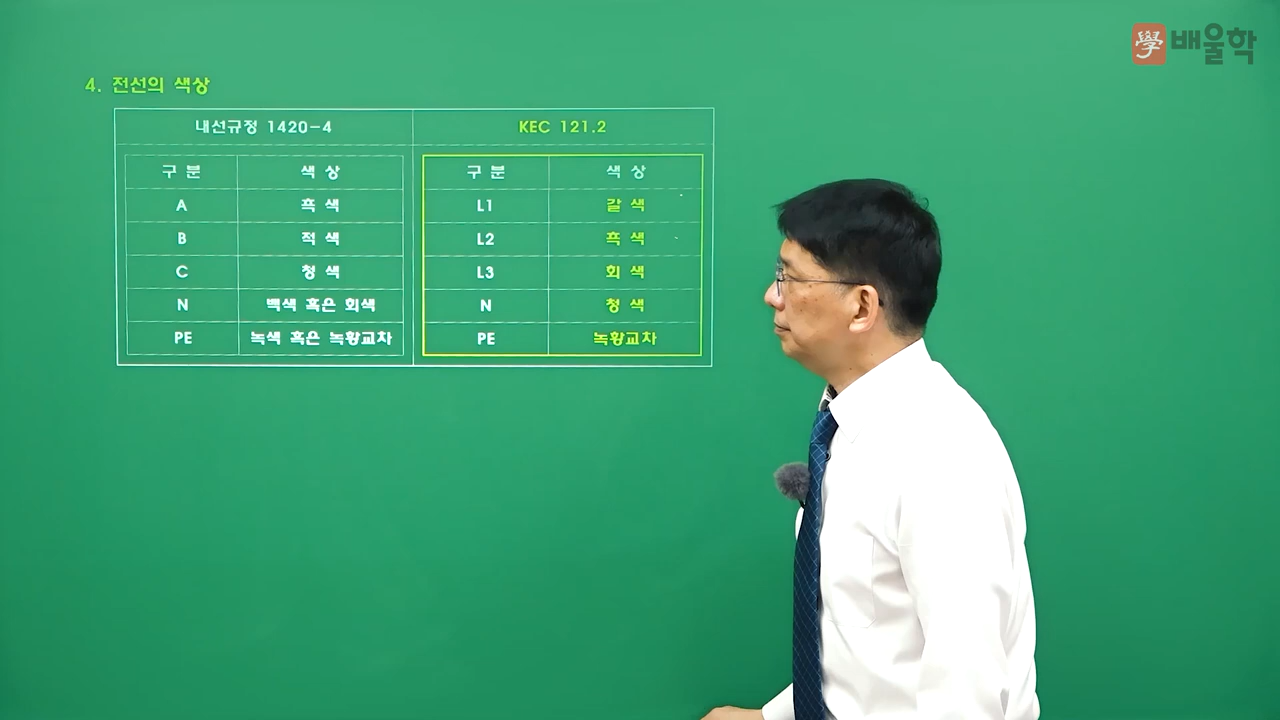 學 배울학
4. 전선의 색상
내선규정 1420-4 KEC 121.2
구 분 색 상 구 분 색 상
A 흑 색 L1 갈 색
B 적 색 L2 흑 색
C 청 색 L3 회 색
N 백색 혹은 회색 N 청 색
PE 녹색 혹은 녹황교차 PE 녹황교차